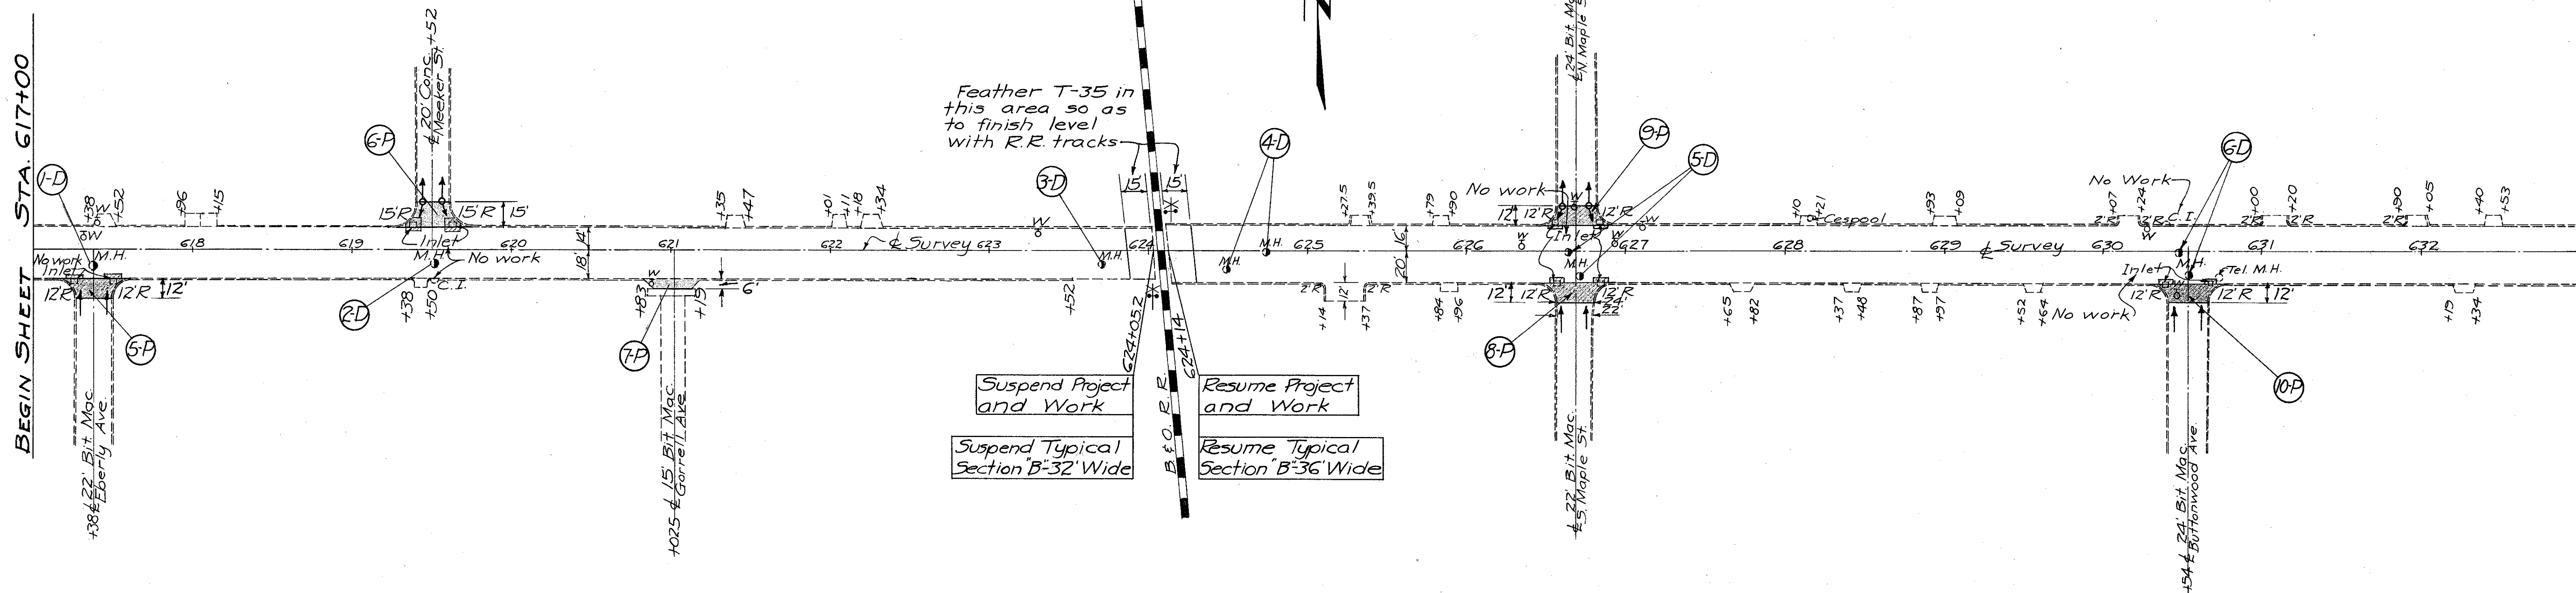 BEGIN SHEET STA. 617+00
1-D
+38
+52
W
W
+96
+15
618
M.H.
No work
Inlet
12'R
12'R
12'
5-P
+38 ℄ 22' Bit. Mac.
Eberly Ave.
6-P
℄ 20' Conc. +52
Meeker St.
15'R
15'R
15'
619
Inlet
620
M.H.
No work
C.I.
+38
+50
2-D
14'
18'
621
W
6'
+83
+19
7-P
+025 ℄ 15' Bit Mac.
Gorrell Ave.
+35
+47
+01
+11
+18
+34
622
℄ Survey
623
W
+52
3-D
M.H.
Feather T-35 in
this area so as
to finish level
with R.R. tracks
15
15
624
624+05.2
624+14
B & O. R. R.
Suspend Project
and Work
Suspend Typical
Section "B"-32' Wide
Resume Project
and Work
Resume Typical
Section "B"-36' Wide
4-D
M.H.
M.H.
625
+27.5
+39.5
+79
+90
16'
20'
2'R
12'
2'R
+14
+37
+84
+96
626
W
No work
12'
12'R
W
12'R
W
W
Inlet
24' Bit. M
℄ N. Maple S
9-P
5-D
M.H.
627
12'
12'R
12'R
24'
22'
8-P
℄ 22' Bit. Mac.
S. Maple St.
+10
+21
Cespool
+93
+09
628
629
℄ Survey
+65
+82
+37
+48
+87
+97
+52
+64
No work
No Work
+07
+24
2'R
2'R
C.I.
W
630
6-D
M.H.
Inlet
Tel. M.H.
12'R
W
12'R
12'
10-P
+54 ℄ 24' Bit. Mac.
Buttonwood Ave.
+00
+20
2'R
2'R
631
+90
+05
2'R
632
+40
+53
+19
+34